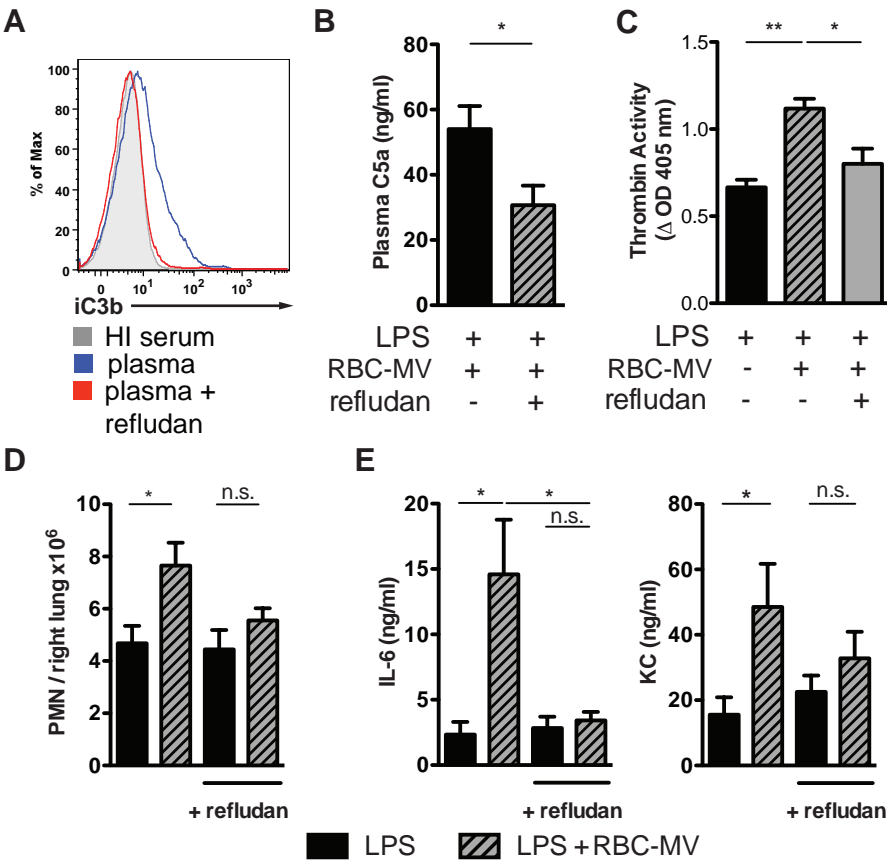 A
% of Max
100
80
60
40
20
0
0 10¹ 10² 10³
iC3b
HI serum
plasma
plasma +
refludan
B
*
Plasma C5a (ng/ml)
80
60
40
20
0
LPS + +
RBC-MV + +
refludan - +
C
** *
Thrombin Activity
(Δ OD 405 nm)
1.5
1.0
0.5
0.0
LPS + + +
RBC-MV - + +
refludan - - +
D
* n.s.
PMN / right lung x10⁶
10
8
6
4
2
0
+ refludan
E
* *
n.s.
IL-6 (ng/ml)
20
15
10
5
0
+ refludan
* n.s.
KC (ng/ml)
80
60
40
20
0
+ refludan
LPS LPS + RBC-MV